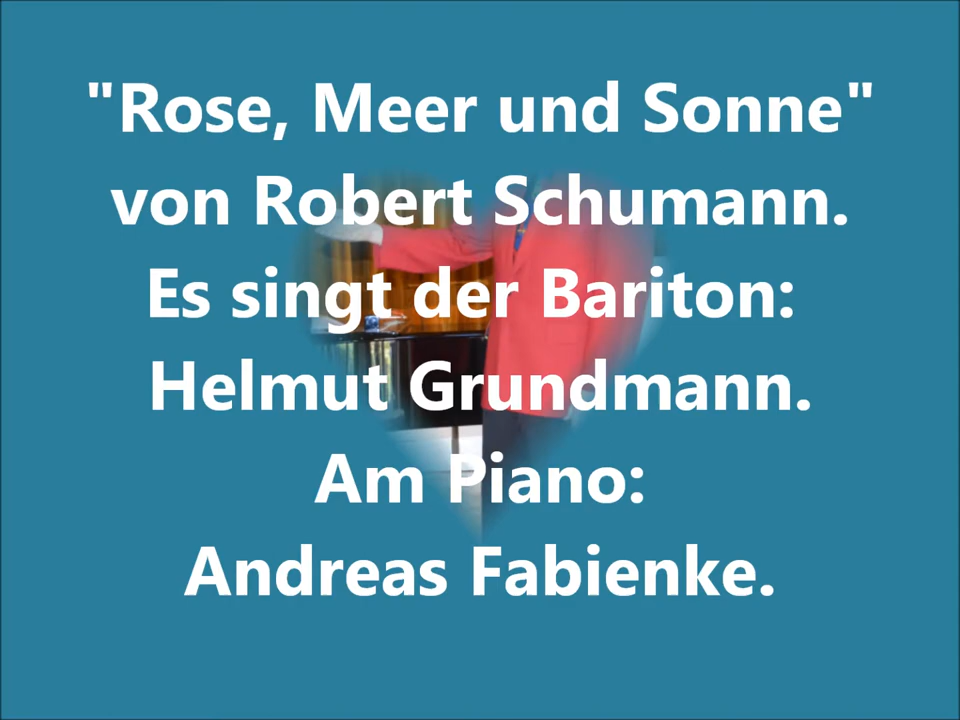 "Rose, Meer und Sonne"
von Robert Schumann.
Es singt der Bariton:
Helmut Grundmann.
Am Piano:
Andreas Fabienke.